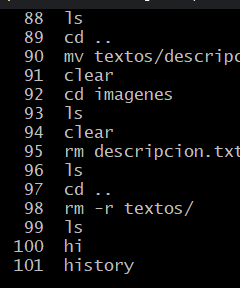 88 ls
89 cd ..
90 mv textos/descripc
91 clear
92 cd imagenes
93 ls
94 clear
95 rm descripcion.txt
96 ls
97 cd ..
98 rm -r textos/
99 ls
100 hi
101 history